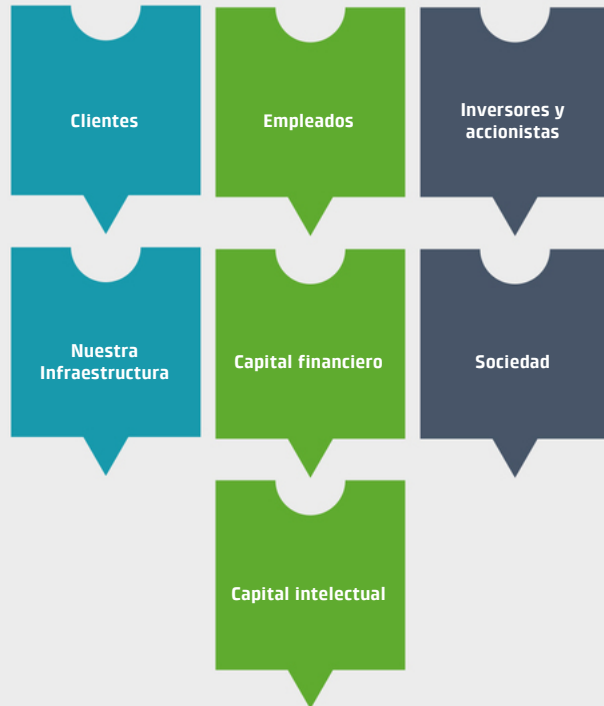 Clientes
Empleados
Inversores y
accionistas
Nuestra
Infraestructura
Capital financiero
Sociedad
Capital intelectual